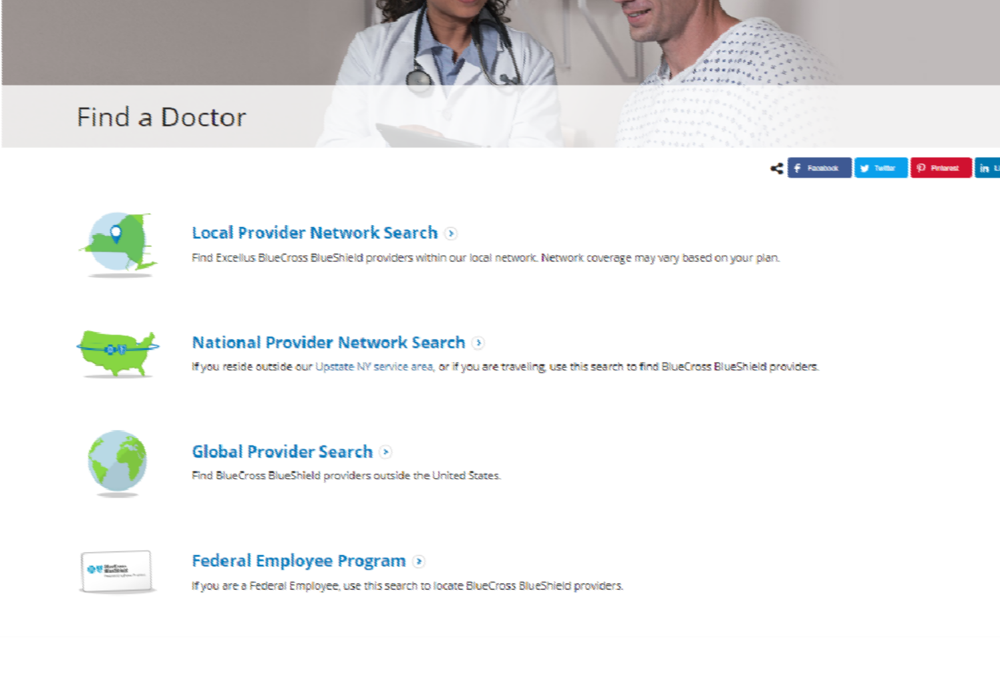 Find a Doctor
Facebook Twitter Pinterest in
Local Provider Network Search
Find Excellus BlueCross BlueShield providers within our local network. Network coverage may vary based on your plan.
National Provider Network Search
If you reside outside our Upstate NY service area, or if you are traveling, use this search to find BlueCross BlueShield providers.
Global Provider Search
Find BlueCross BlueShield providers outside the United States.
Federal Employee Program
BlueCross
BlueShield
If you are a Federal Employee, use this search to locate BlueCross BlueShield providers.